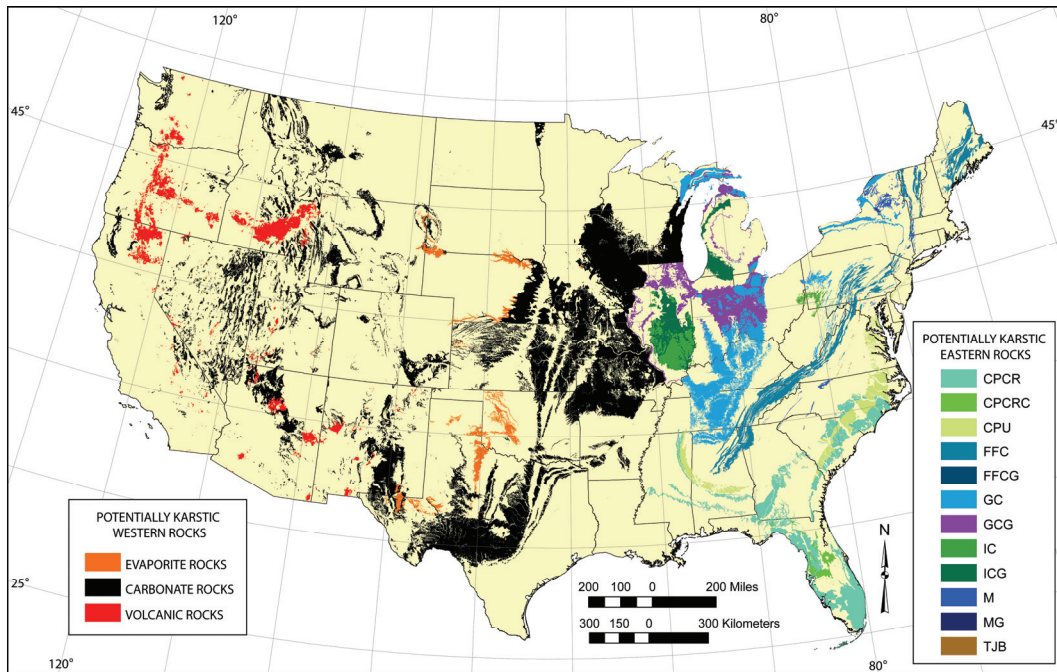 120°
80°
45°
45°
25°
120°
80°
POTENTIALLY KARSTIC
WESTERN ROCKS
EVAPORITE ROCKS
CARBONATE ROCKS
VOLCANIC ROCKS
200 100 0 200 Miles
300 150 0 300 Kilometers
N
POTENTIALLY KARSTIC
EASTERN ROCKS
CPCR
CPCRC
CPU
FFC
FFCG
GC
GCG
IC
ICG
M
MG
TJB